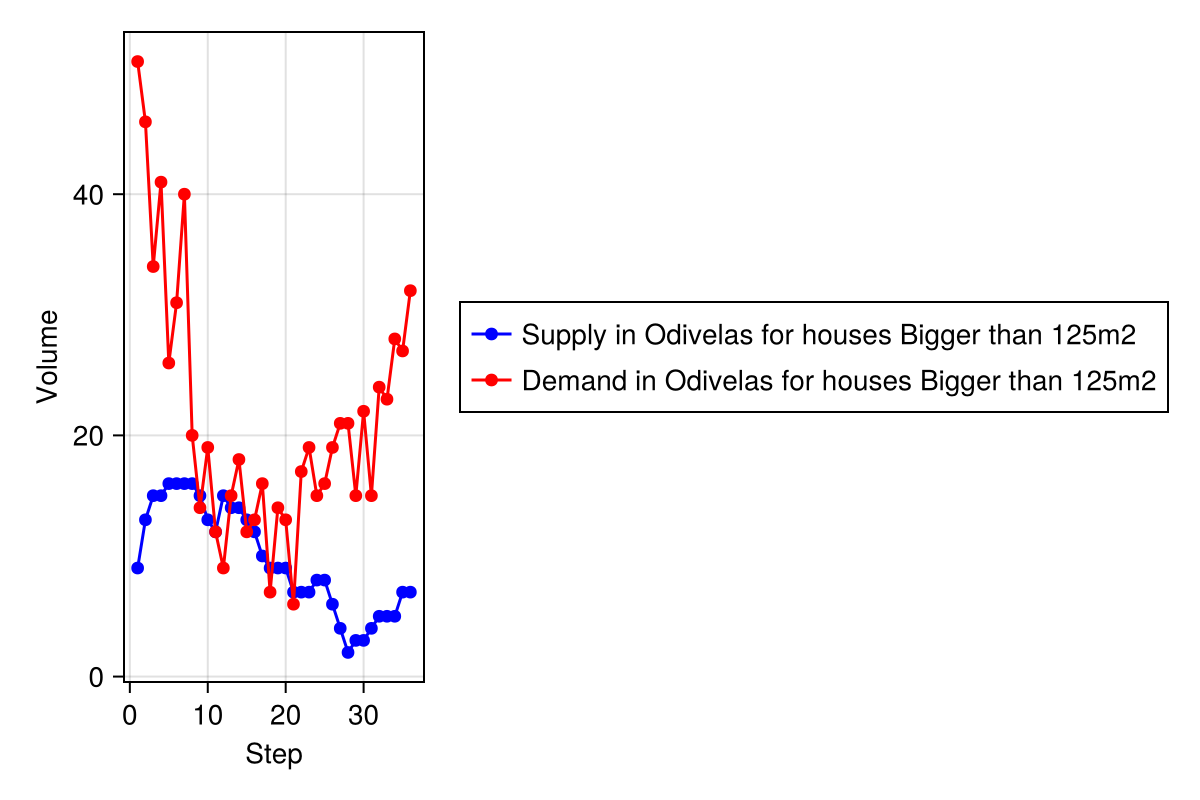 Volume
40
20
0
0 10 20 30
Step
Supply in Odivelas for houses Bigger than 125m2
Demand in Odivelas for houses Bigger than 125m2